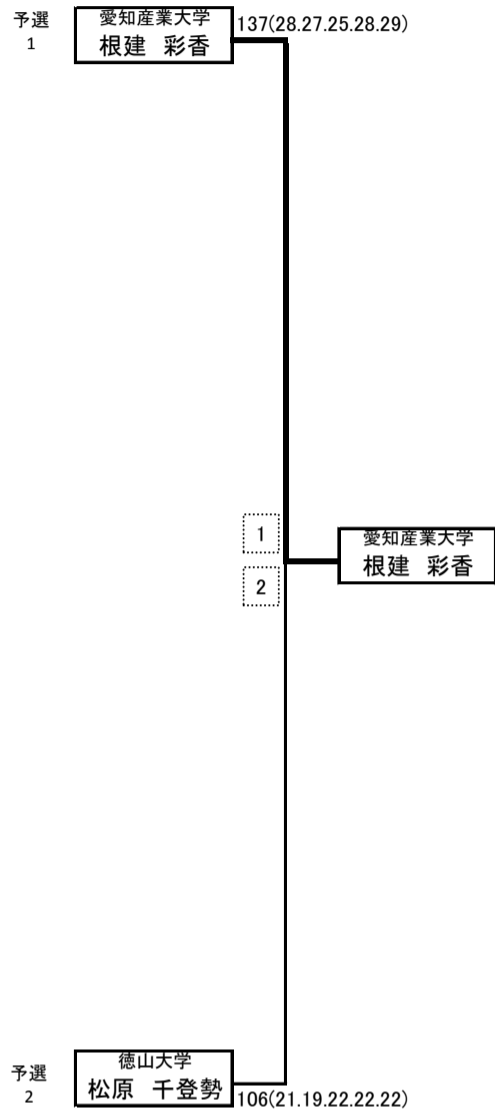 予選
1
愛知産業大学
根建　彩香
137(28.27.25.28.29)
1
2
愛知産業大学
根建　彩香
予選
2
徳山大学
松原　千登勢
106(21.19.22.22.22)